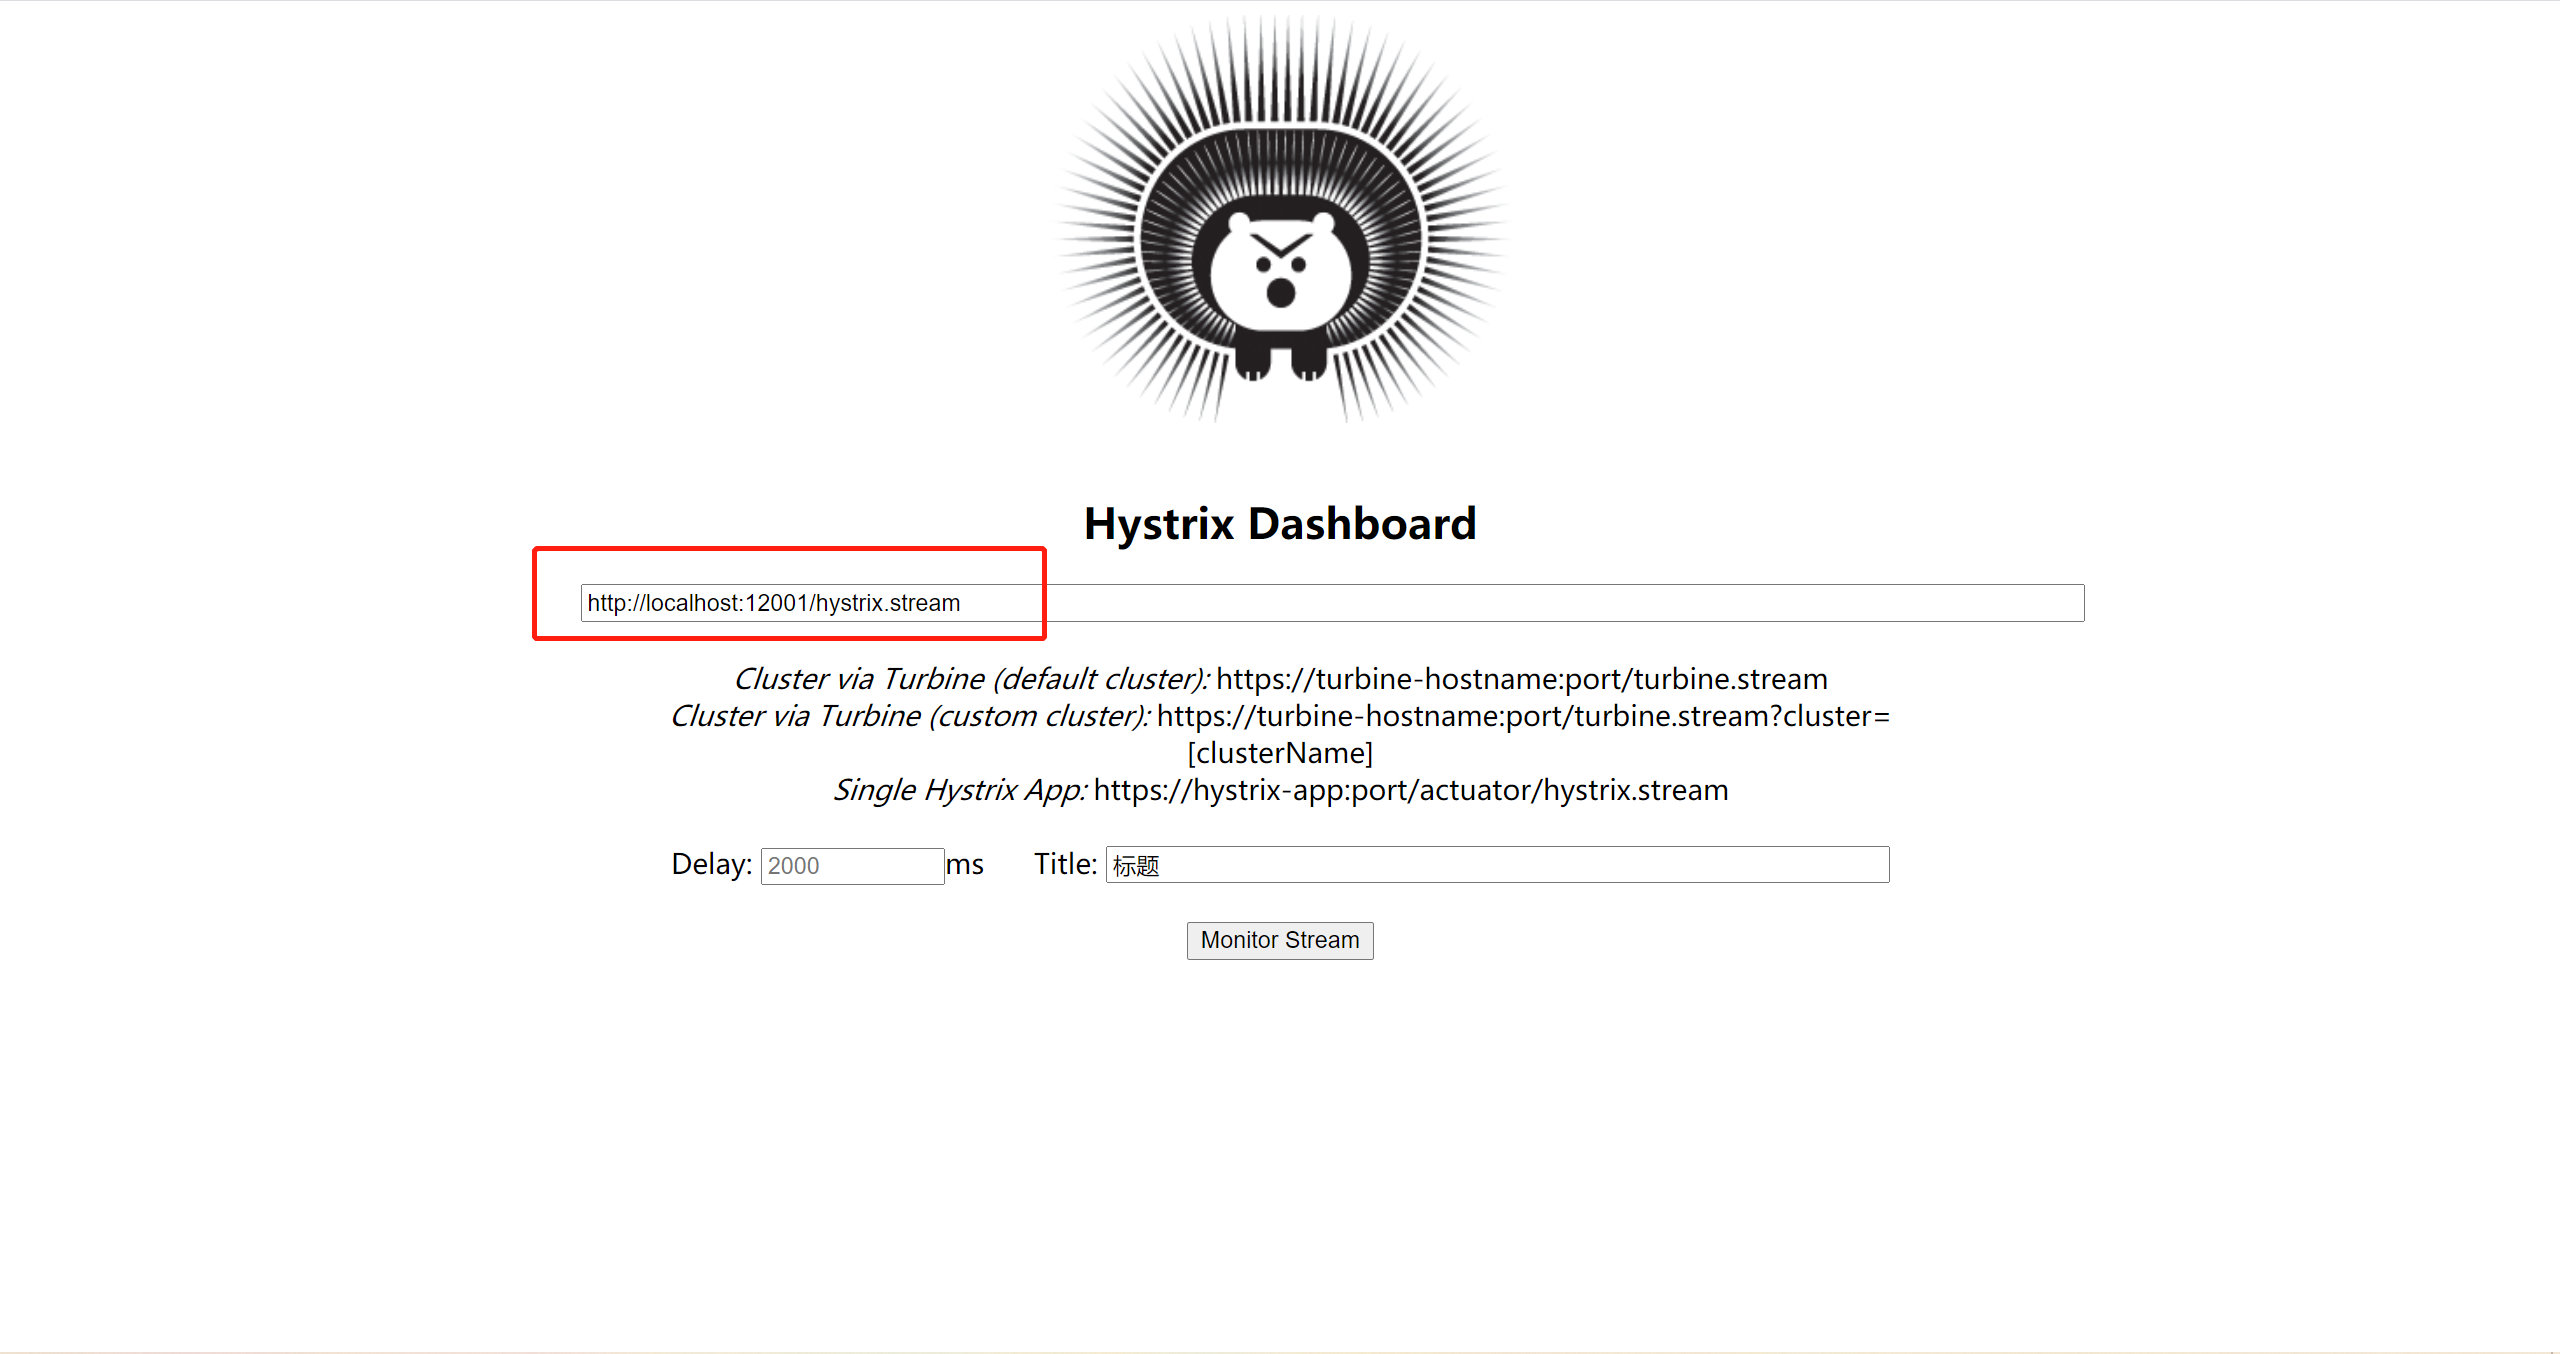 Hystrix Dashboard
http://localhost:12001/hystrix.stream
Cluster via Turbine (default cluster): https://turbine-hostname:port/turbine.stream
Cluster via Turbine (custom cluster): https://turbine-hostname:port/turbine.stream?cluster=
[clusterName]
Single Hystrix App: https://hystrix-app:port/actuator/hystrix.stream
Delay: 2000 ms Title: 标题
Monitor Stream